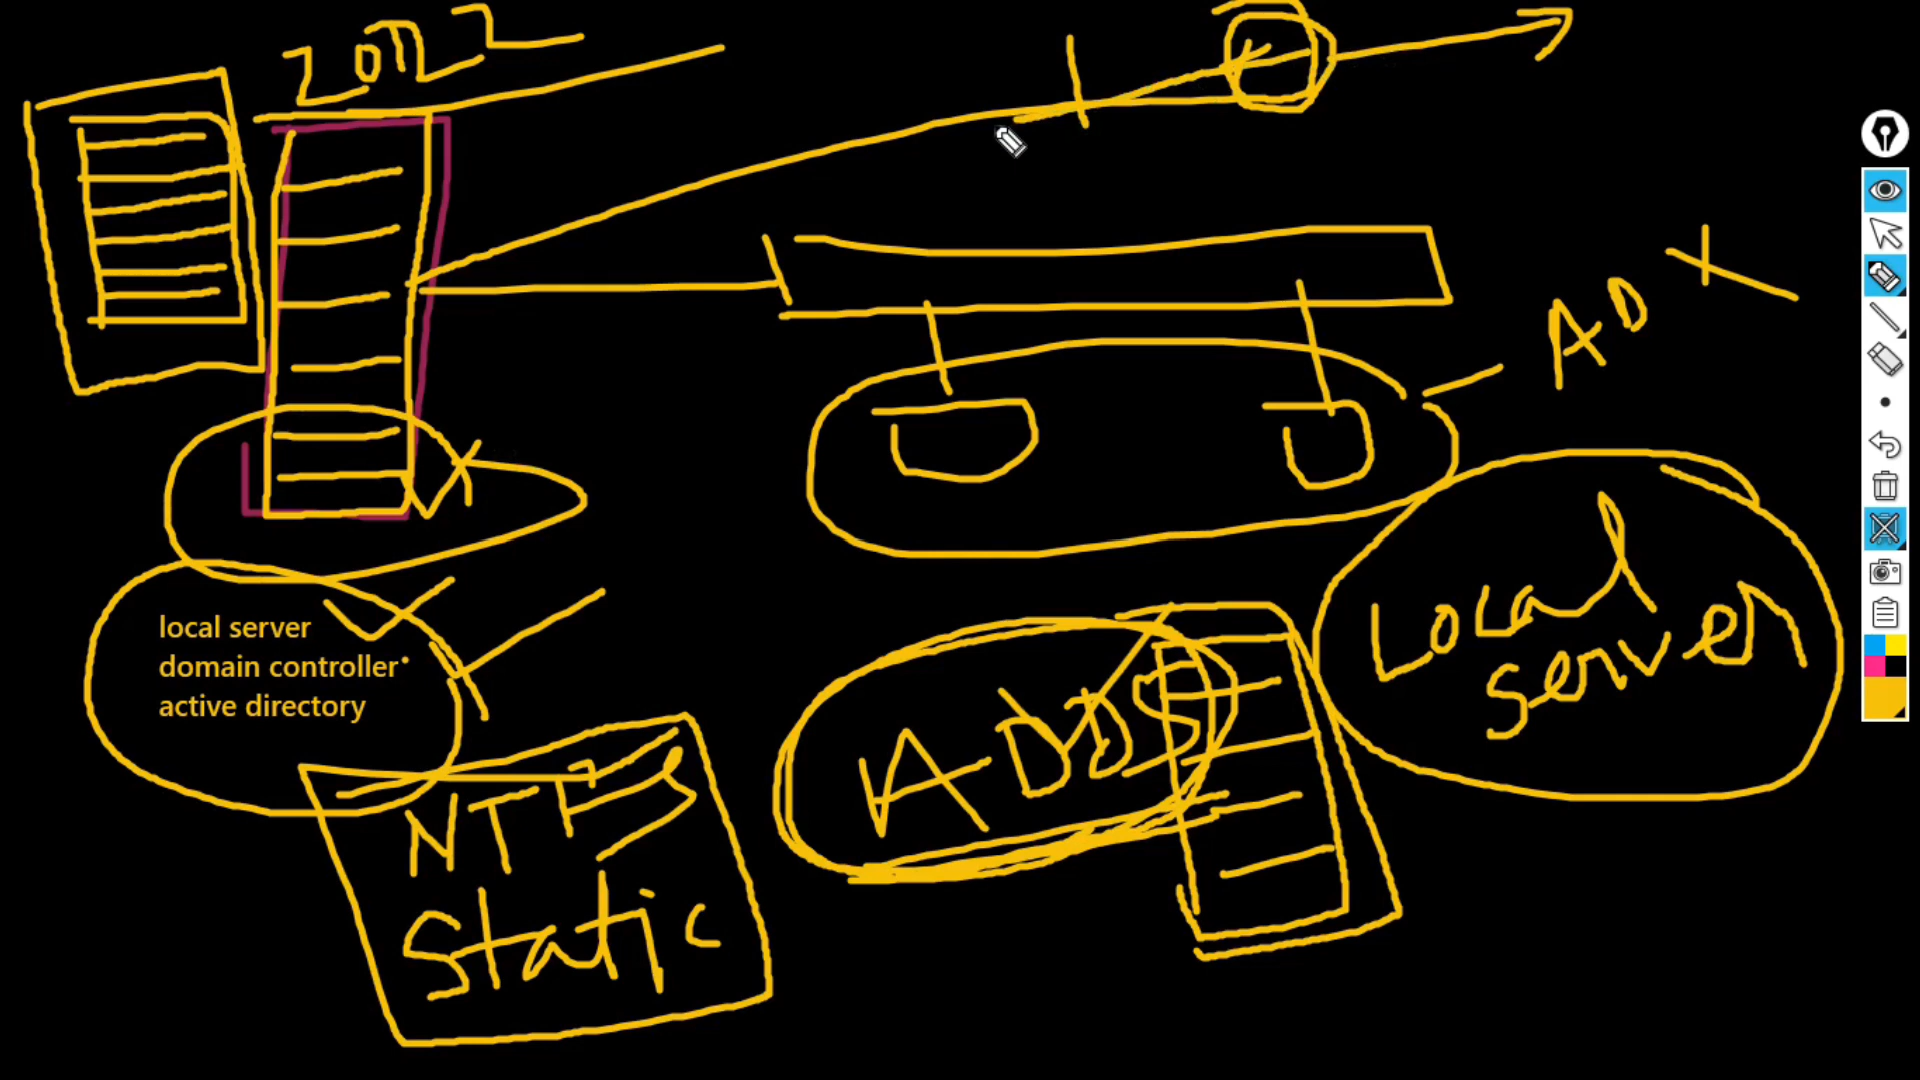 2022
AD
local server
domain controller
active directory
Local
server
ADDS
NTFS
Static